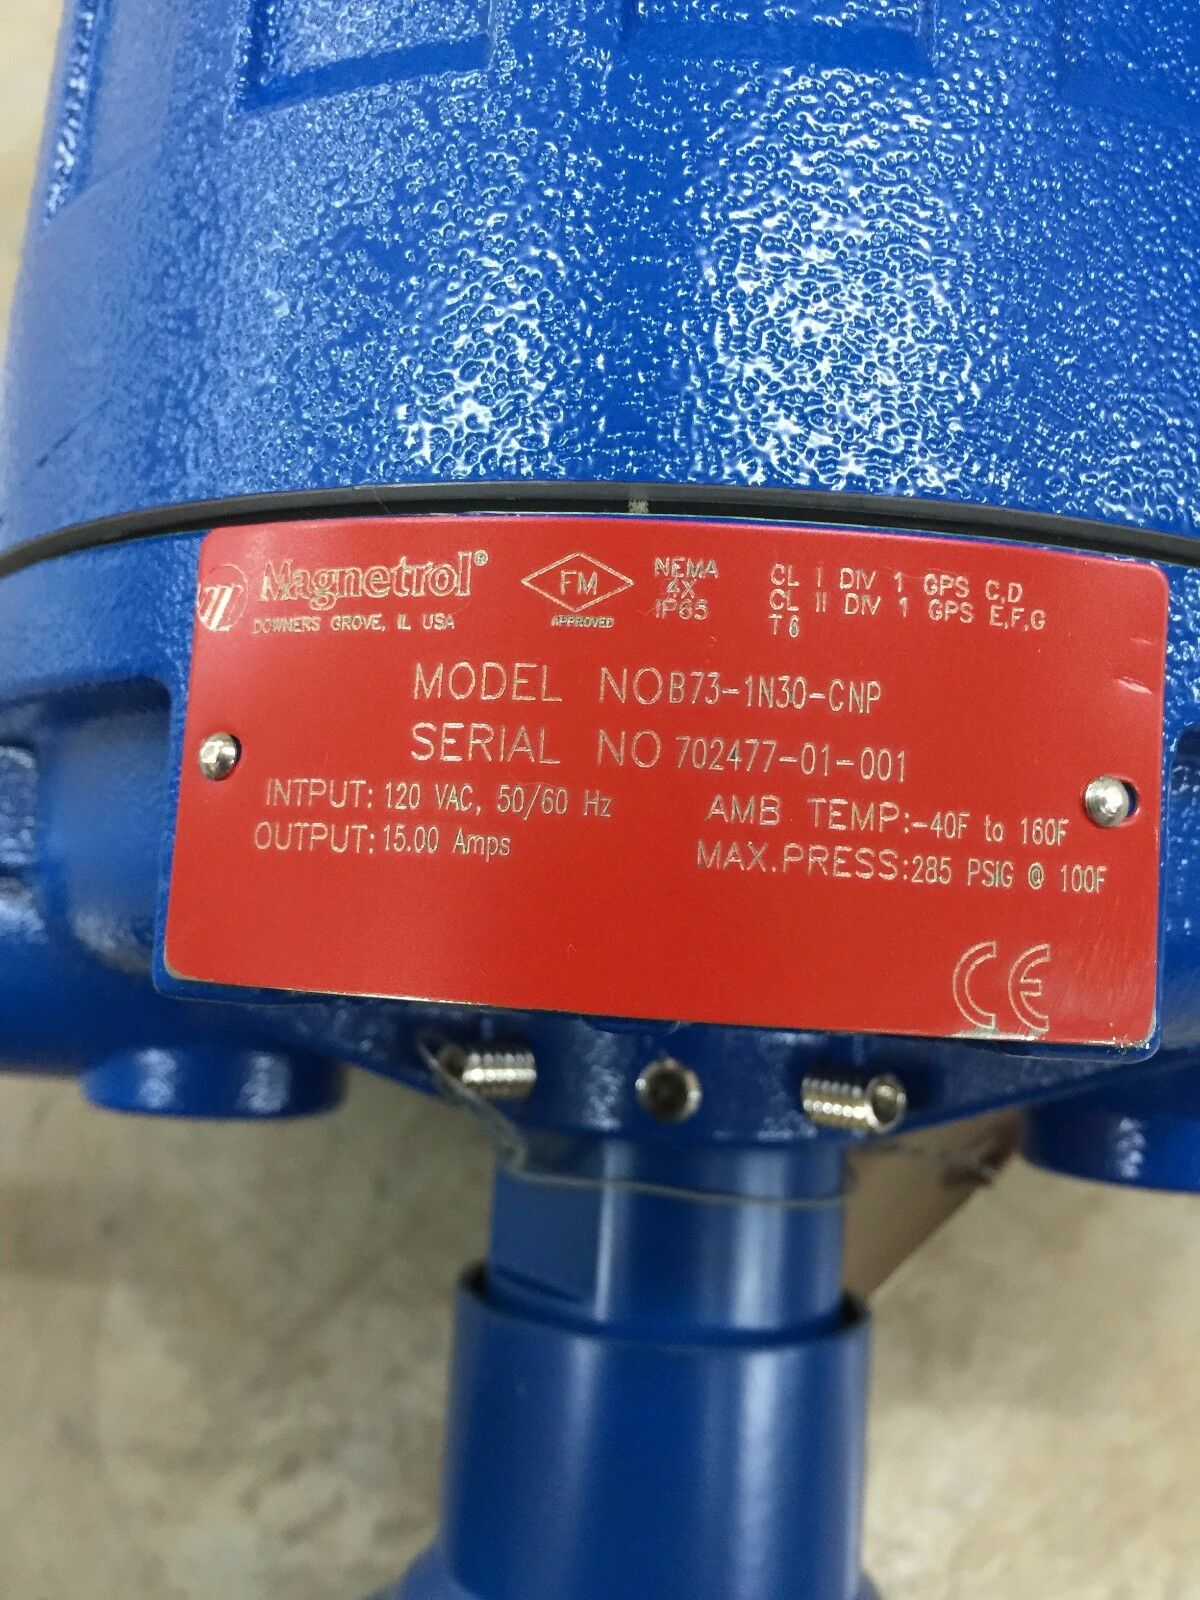 Magnetrol®
DOWNERS GROVE, IL USA
FM
APPROVED
NEMA
4X
IP65
CL I DIV 1 GPS C,D
CL II DIV 1 GPS E,F,G
T6
MODEL NO B73-1N30-CNP
SERIAL NO 702477-01-001
INTPUT: 120 VAC, 50/60 Hz
OUTPUT: 15.00 Amps
AMB TEMP:-40F to 160F
MAX.PRESS:285 PSIG @ 100F
CE